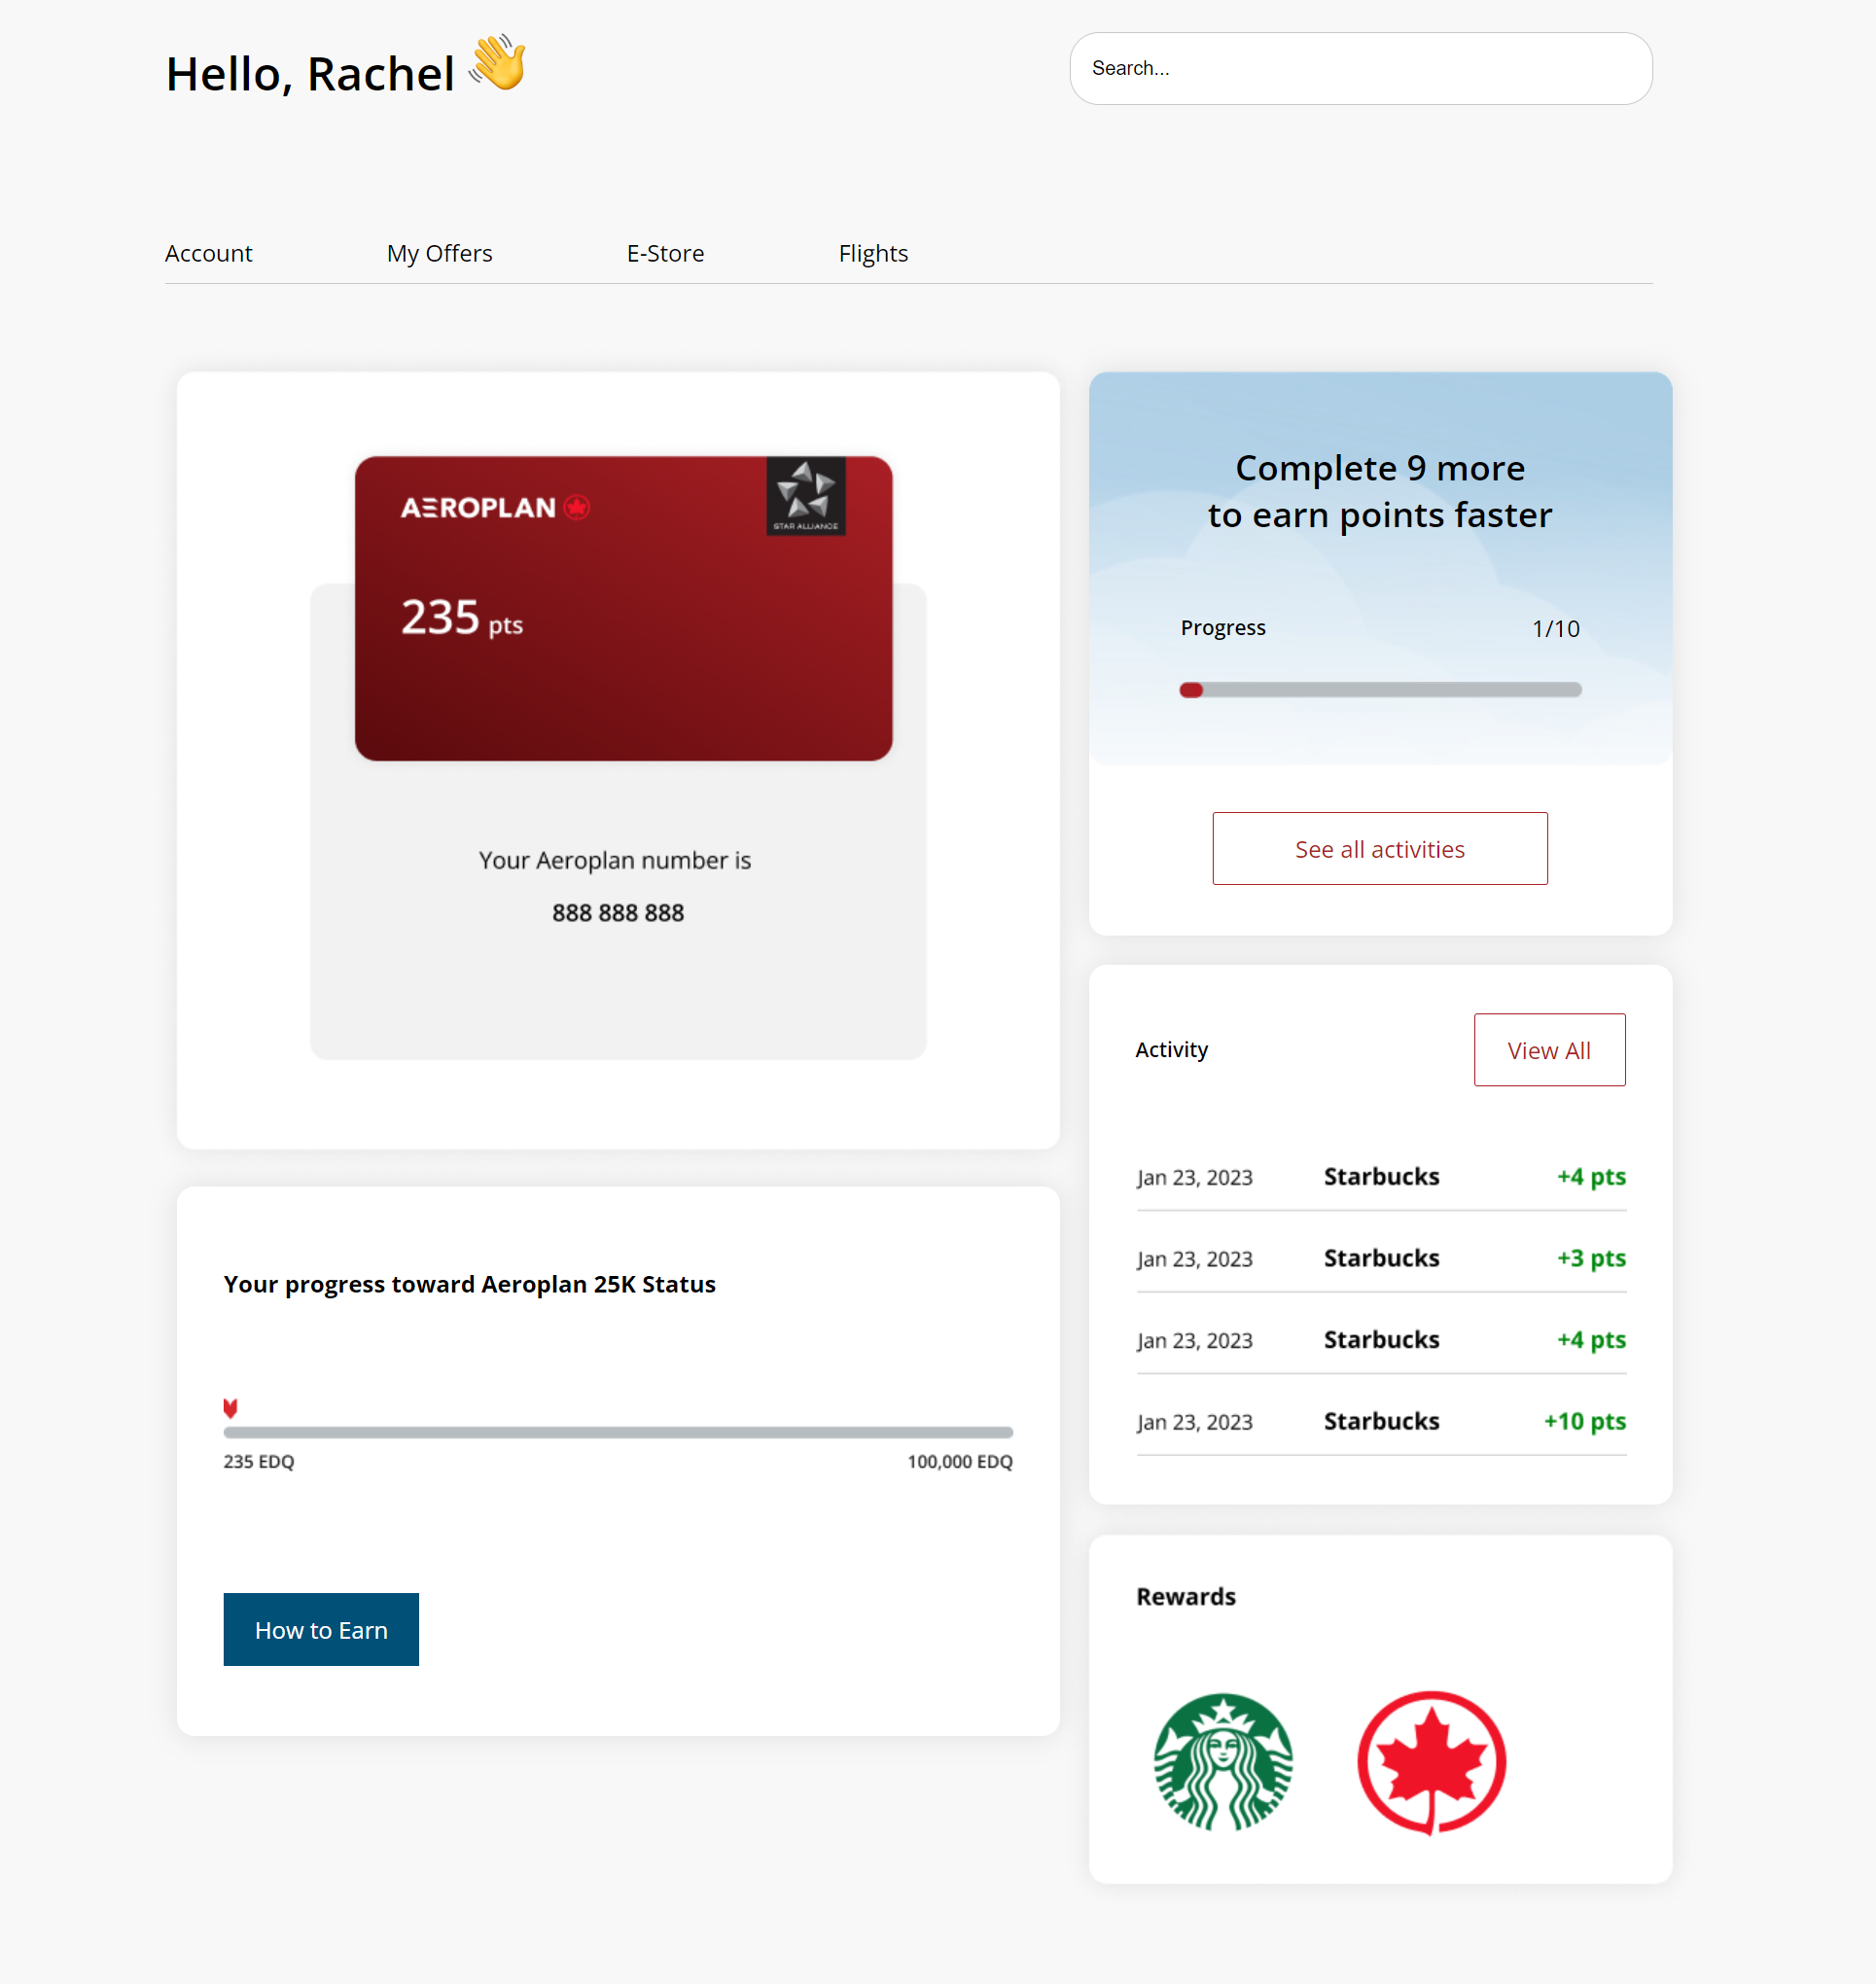 Hello, Rachel
Search...
Account
My Offers
E-Store
Flights
AEROPLAN
STAR ALLIANCE
235 pts
Your Aeroplan number is
888 888 888
Complete 9 more
to earn points faster
Progress
1/10
See all activities
Activity
View All
Jan 23, 2023 Starbucks +4 pts
Jan 23, 2023 Starbucks +3 pts
Jan 23, 2023 Starbucks +4 pts
Jan 23, 2023 Starbucks +10 pts
Your progress toward Aeroplan 25K Status
235 EDQ
100,000 EDQ
How to Earn
Rewards